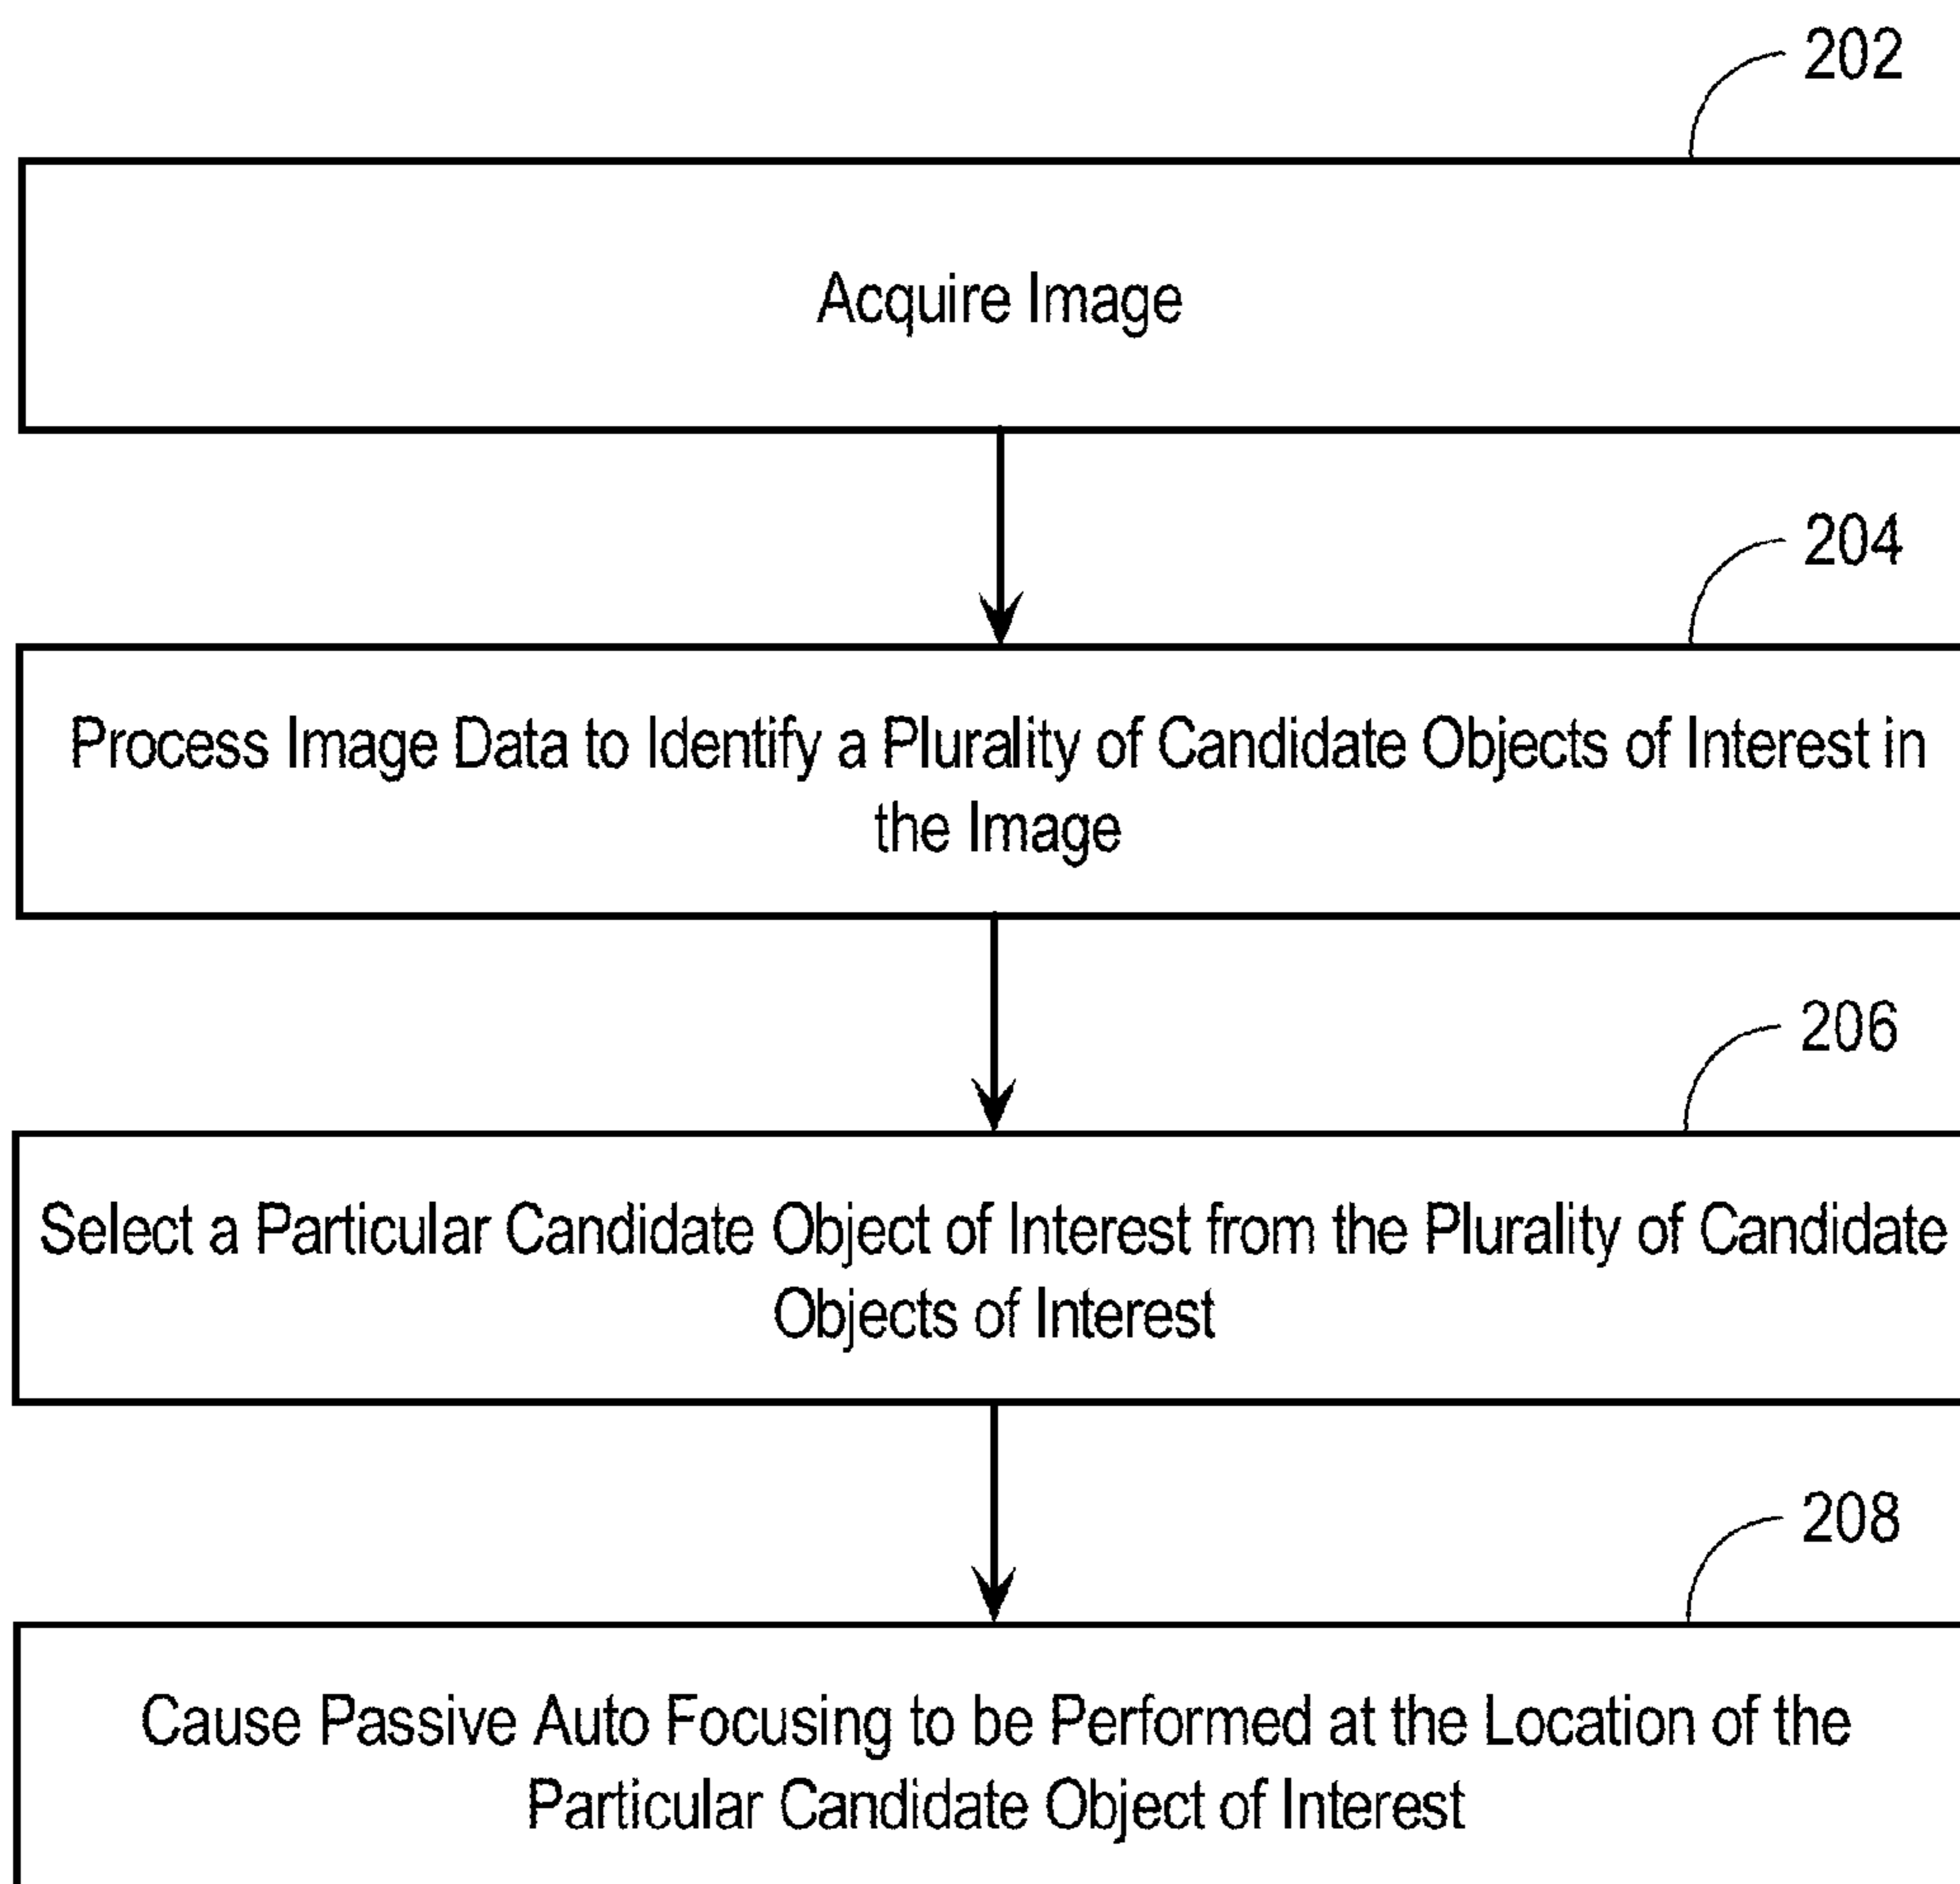 202
Acquire Image
204
Process Image Data to Identify a Plurality of Candidate Objects of Interest in
the Image
206
Select a Particular Candidate Object of Interest from the Plurality of Candidate
Objects of Interest
208
Cause Passive Auto Focusing to be Performed at the Location of the
Particular Candidate Object of Interest